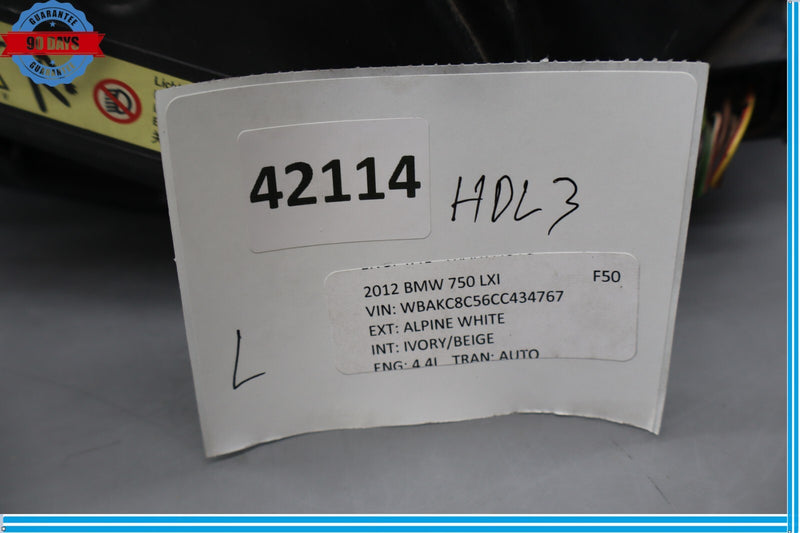 GUARANTEE
90 DAYS
GUARANTEE
42114
HDL3
2012 BMW 750 LXI F50
VIN: WBAKC8C56CC434767
EXT: ALPINE WHITE
INT: IVORY/BEIGE
ENG: 4.4L TRAN: AUTO
L